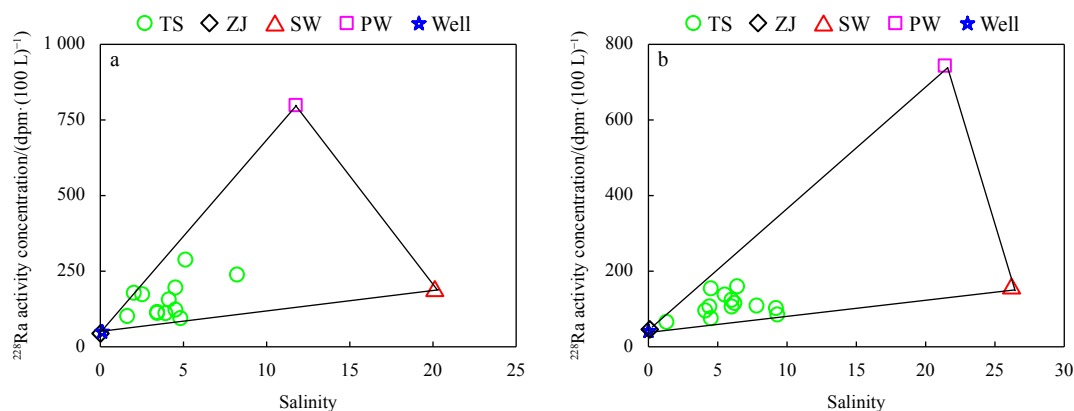 TS ZJ SW PW Well
a
²²⁸Ra activity concentration/(dpm·(100 L)⁻¹)
1 000
750
500
250
0
0 5 10 15 20 25
Salinity
TS ZJ SW PW Well
b
²²⁸Ra activity concentration/(dpm·(100 L)⁻¹)
800
600
400
200
0
0 5 10 15 20 25 30
Salinity